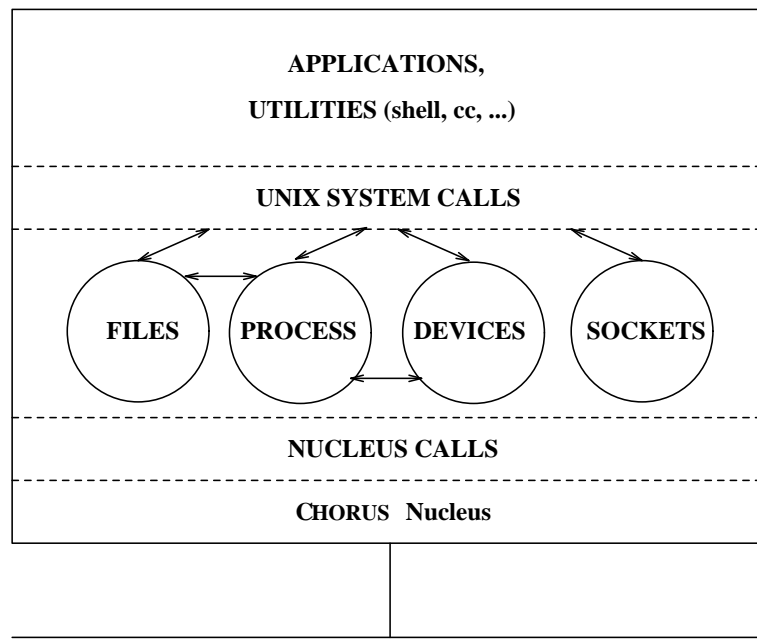 APPLICATIONS,
UTILITIES (shell, cc, ...)
UNIX SYSTEM CALLS
FILES PROCESS DEVICES SOCKETS
NUCLEUS CALLS
CHORUS Nucleus